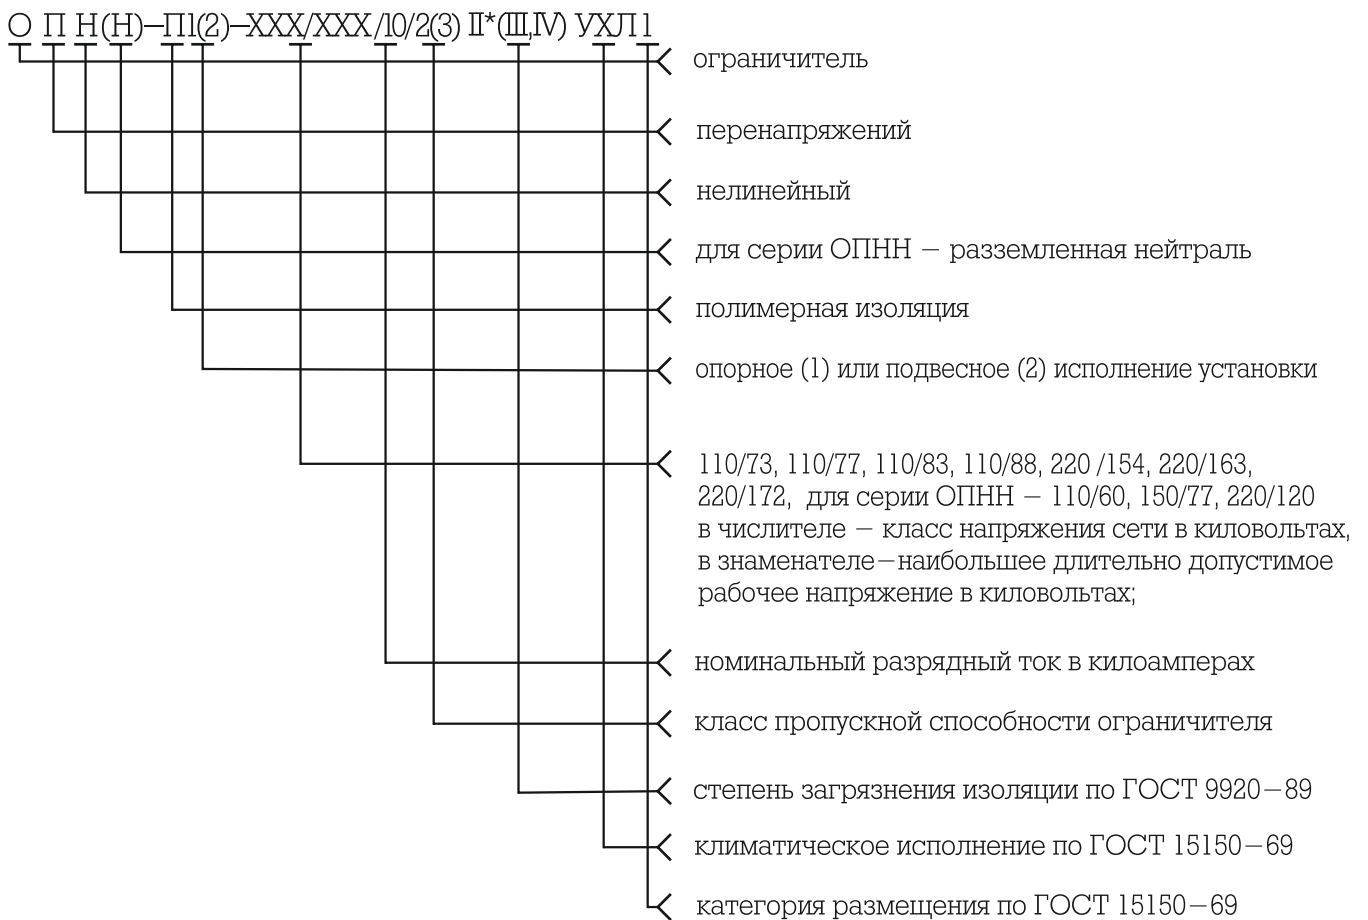 О П Н(Н)–П1(2)–ХХХ/ХХХ/10/2(3) II*(III,IV) УХЛ1
ограничитель
перенапряжений
нелинейный
для серии ОПНН – разземленная нейтраль
полимерная изоляция
опорное (1) или подвесное (2) исполнение установки
110/73, 110/77, 110/83, 110/88, 220 /154, 220/163,
220/172, для серии ОПНН – 110/60, 150/77, 220/120
в числителе – класс напряжения сети в киловольтах,
в знаменателе–наибольшее длительно допустимое
рабочее напряжение в киловольтах;
номинальный разрядный ток в килоамперах
класс пропускной способности ограничителя
степень загрязнения изоляции по ГОСТ 9920–89
климатическое исполнение по ГОСТ 15150–69
категория размещения по ГОСТ 15150–69